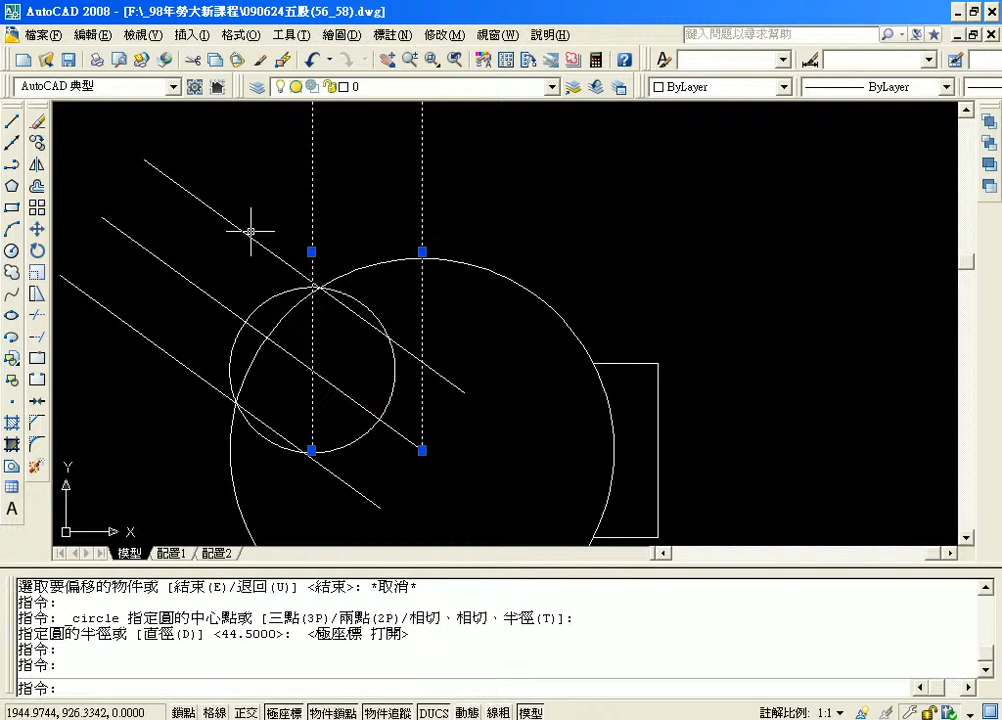 AutoCAD 2008 - [F:\_98年勞大新課程\090624五股(56_58).dwg]
檔案(F) 編輯(E) 檢視(V) 插入(I) 格式(O) 工具(T) 繪圖(D) 標註(N) 修改(M) 視窗(W) 說明(H) 鍵入問題以尋求幫助
AutoCAD 典型 0 ByLayer ByLayer
Y
X
A
模型 配置1 配置2
選取要偏移的物件或 [結束(E)/退回(U)] <結束>: *取消*
指令:
指令: _circle 指定圓的中心點或 [三點(3P)/兩點(2P)/相切、相切、半徑(T)]:
指定圓的半徑或 [直徑(D)] <44.5000>: <極座標 打開>
指令:
指令:
指令:
1944.9744, 926.3342, 0.0000 鎖點 格線 正交 極座標 物件鎖點 物件追蹤 DUCS 動態 線粗 模型 註解比例: 1:1